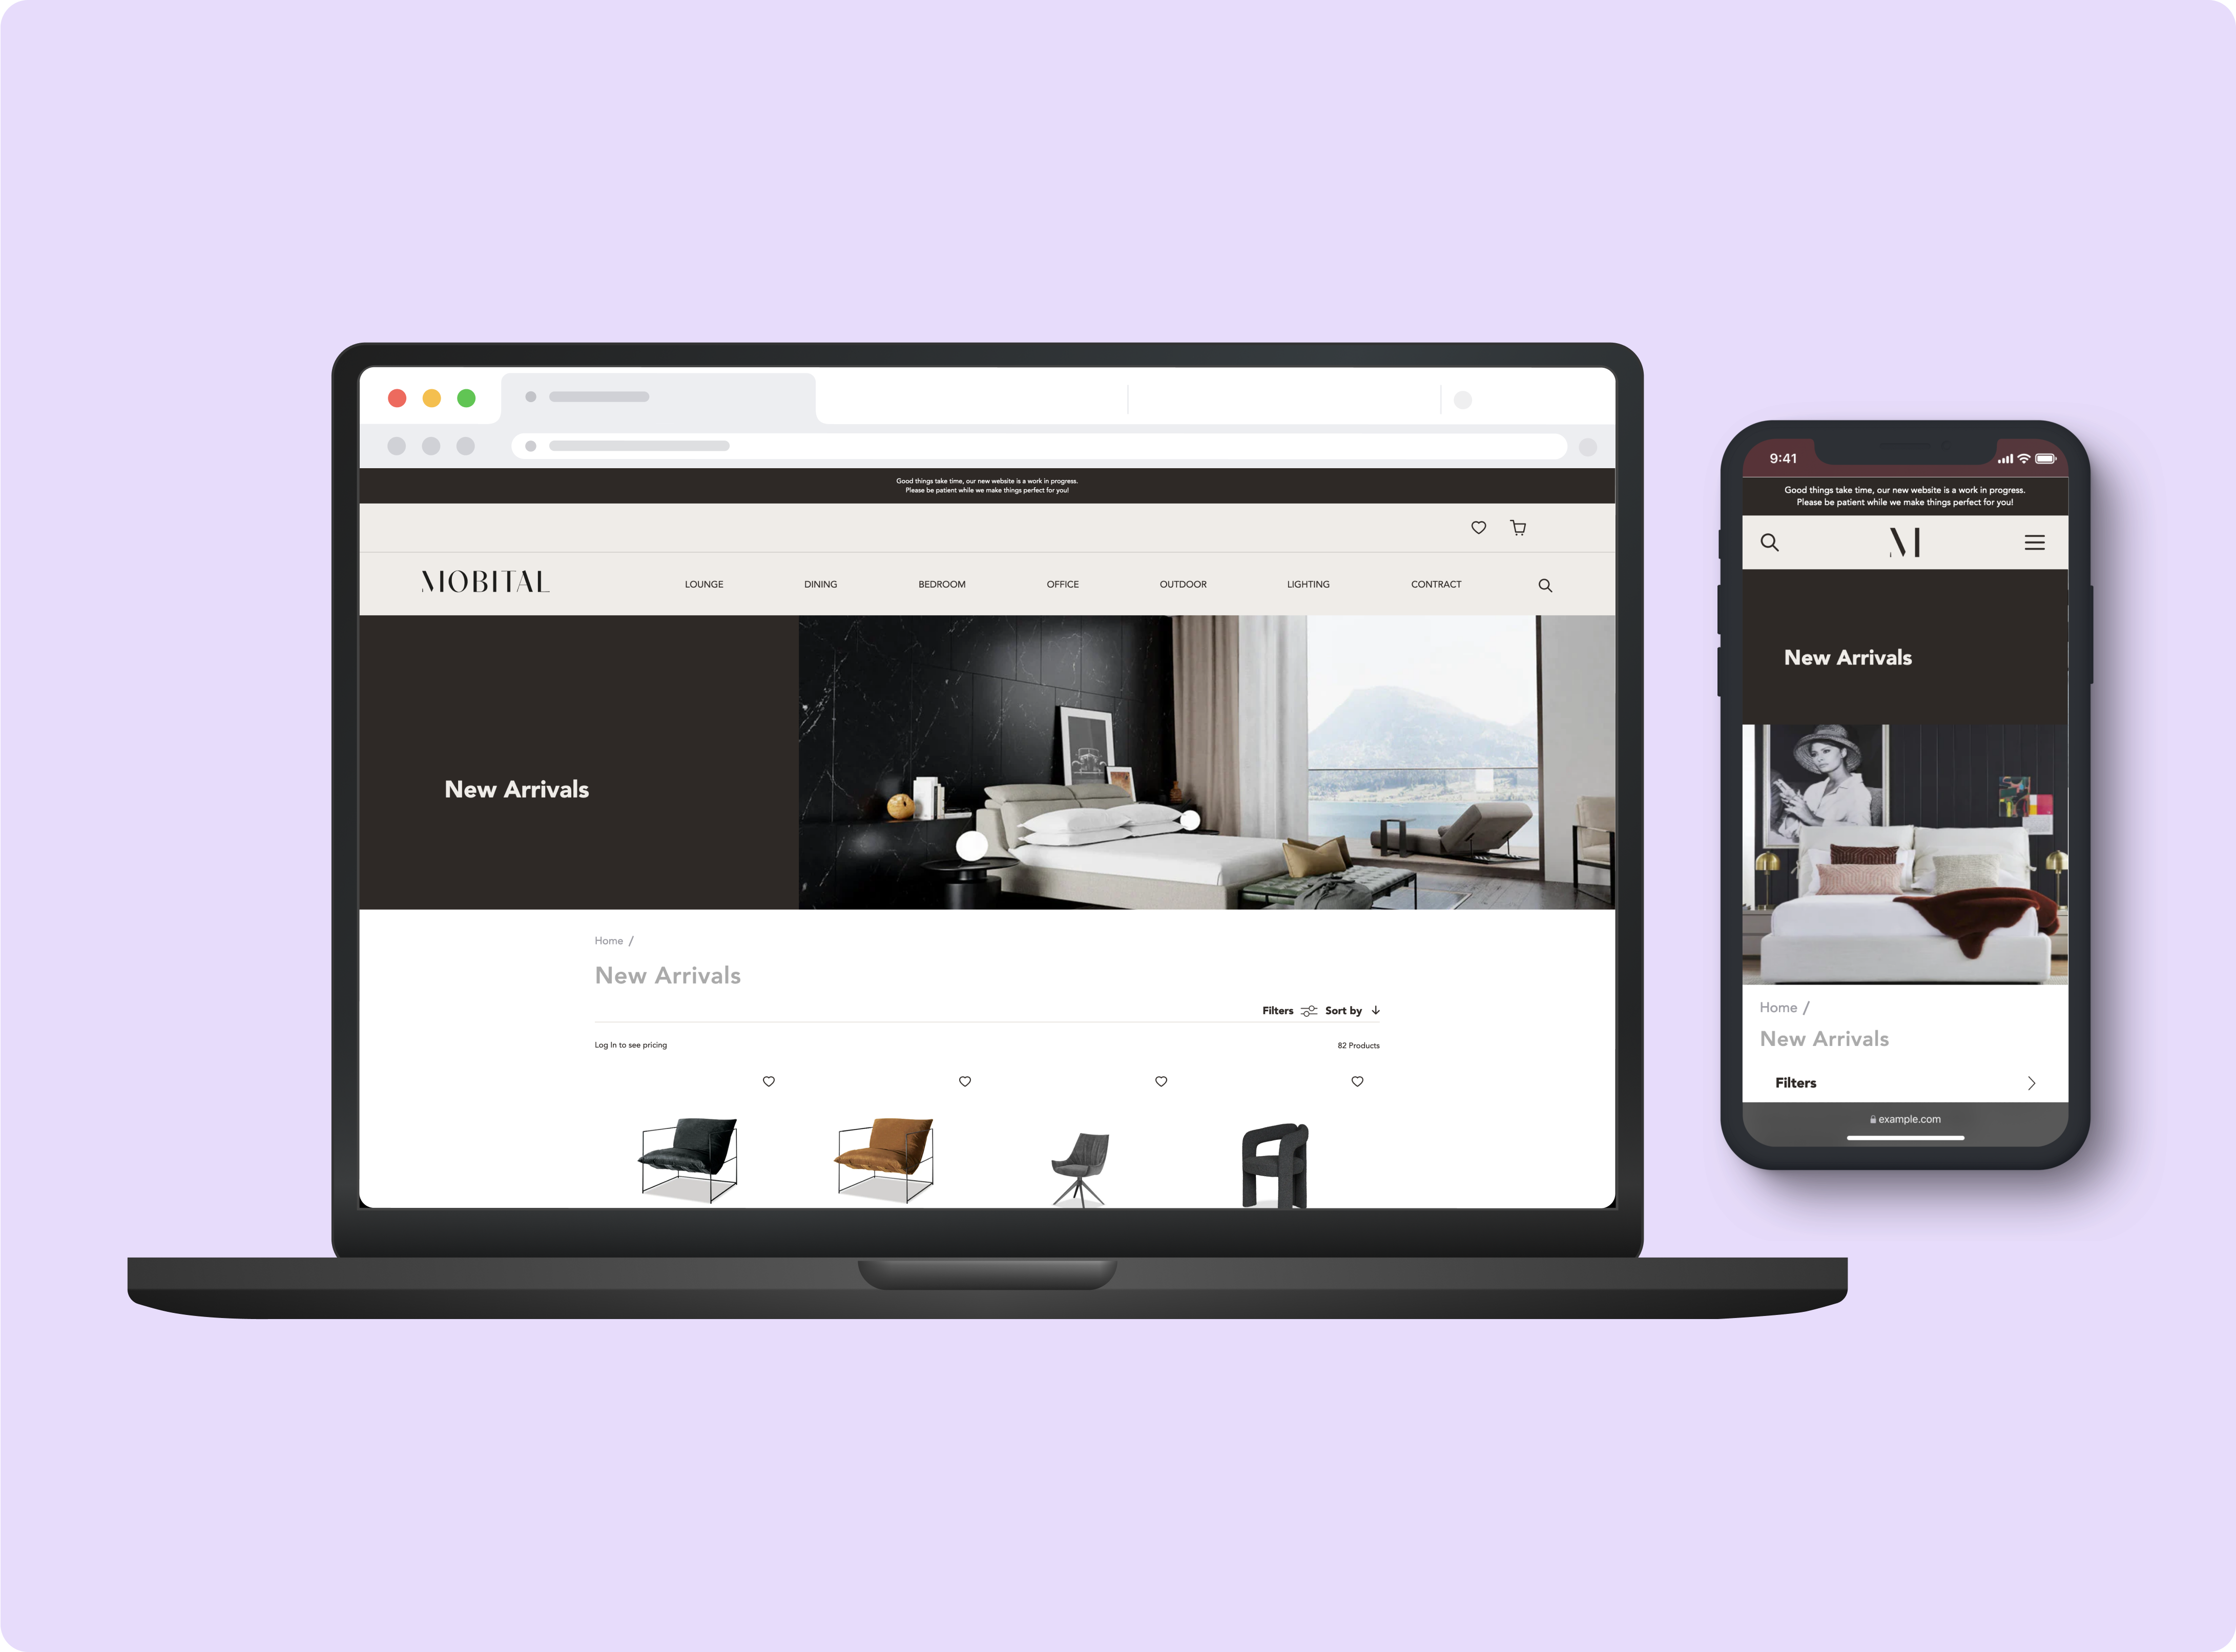 Good things take time, our new website is a work in progress.
Please be patient while we make things perfect for you!
MOBITAL
LOUNGE DINING BEDROOM OFFICE OUTDOOR LIGHTING CONTRACT
New Arrivals
Home /
New Arrivals
Filters Sort by
Log In to see pricing 82 Products
9:41
Good things take time, our new website is a work in progress.
Please be patient while we make things perfect for you!
M
New Arrivals
Home /
New Arrivals
Filters
example.com